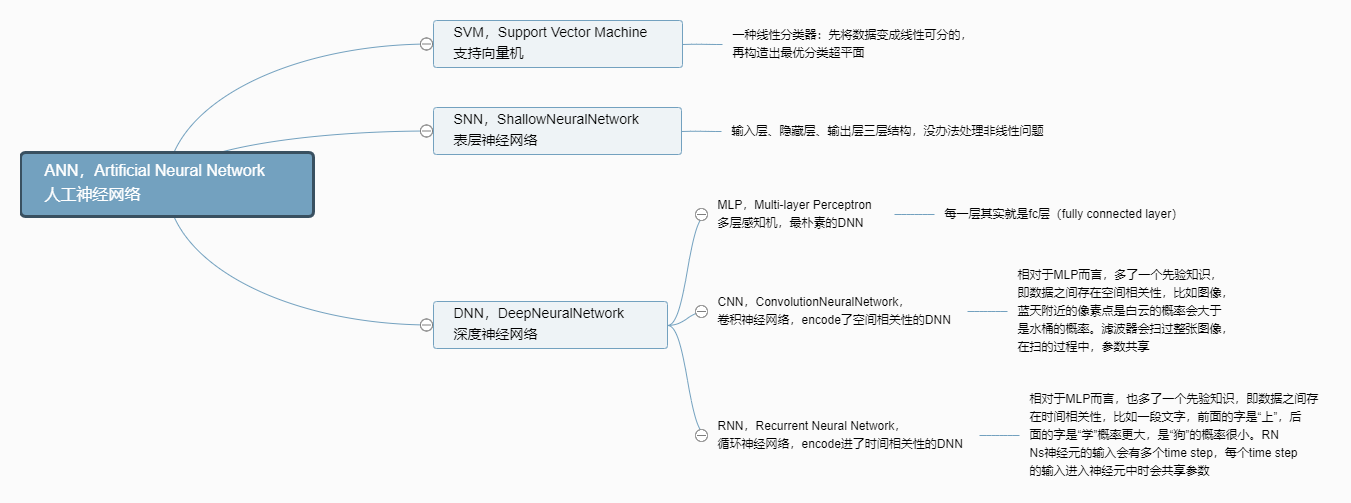 ANN，Artificial Neural Network
人工神经网络
SVM，Support Vector Machine
支持向量机
一种线性分类器：先将数据变成线性可分的，
再构造出最优分类超平面
SNN，ShallowNeuralNetwork
表层神经网络
输入层、隐藏层、输出层三层结构，没办法处理非线性问题
DNN，DeepNeuralNetwork
深度神经网络
MLP，Multi-layer Perceptron
多层感知机，最朴素的DNN
每一层其实就是fc层（fully connected layer）
CNN，ConvolutionNeuralNetwork，
卷积神经网络，encode了空间相关性的DNN
相对于MLP而言，多了一个先验知识，
即数据之间存在空间相关性，比如图像，
蓝天附近的像素点是白云的概率会大于
是水桶的概率。滤波器会扫过整张图像，
在扫的过程中，参数共享
RNN，Recurrent Neural Network，
循环神经网络，encode进了时间相关性的DNN
相对于MLP而言，也多了一个先验知识，即数据之间存
在时间相关性，比如一段文字，前面的字是“上”，后
面的字是“学”概率更大，是“狗”的概率很小。RN
Ns神经元的输入会有多个time step，每个time step
的输入进入神经元中时会共享参数